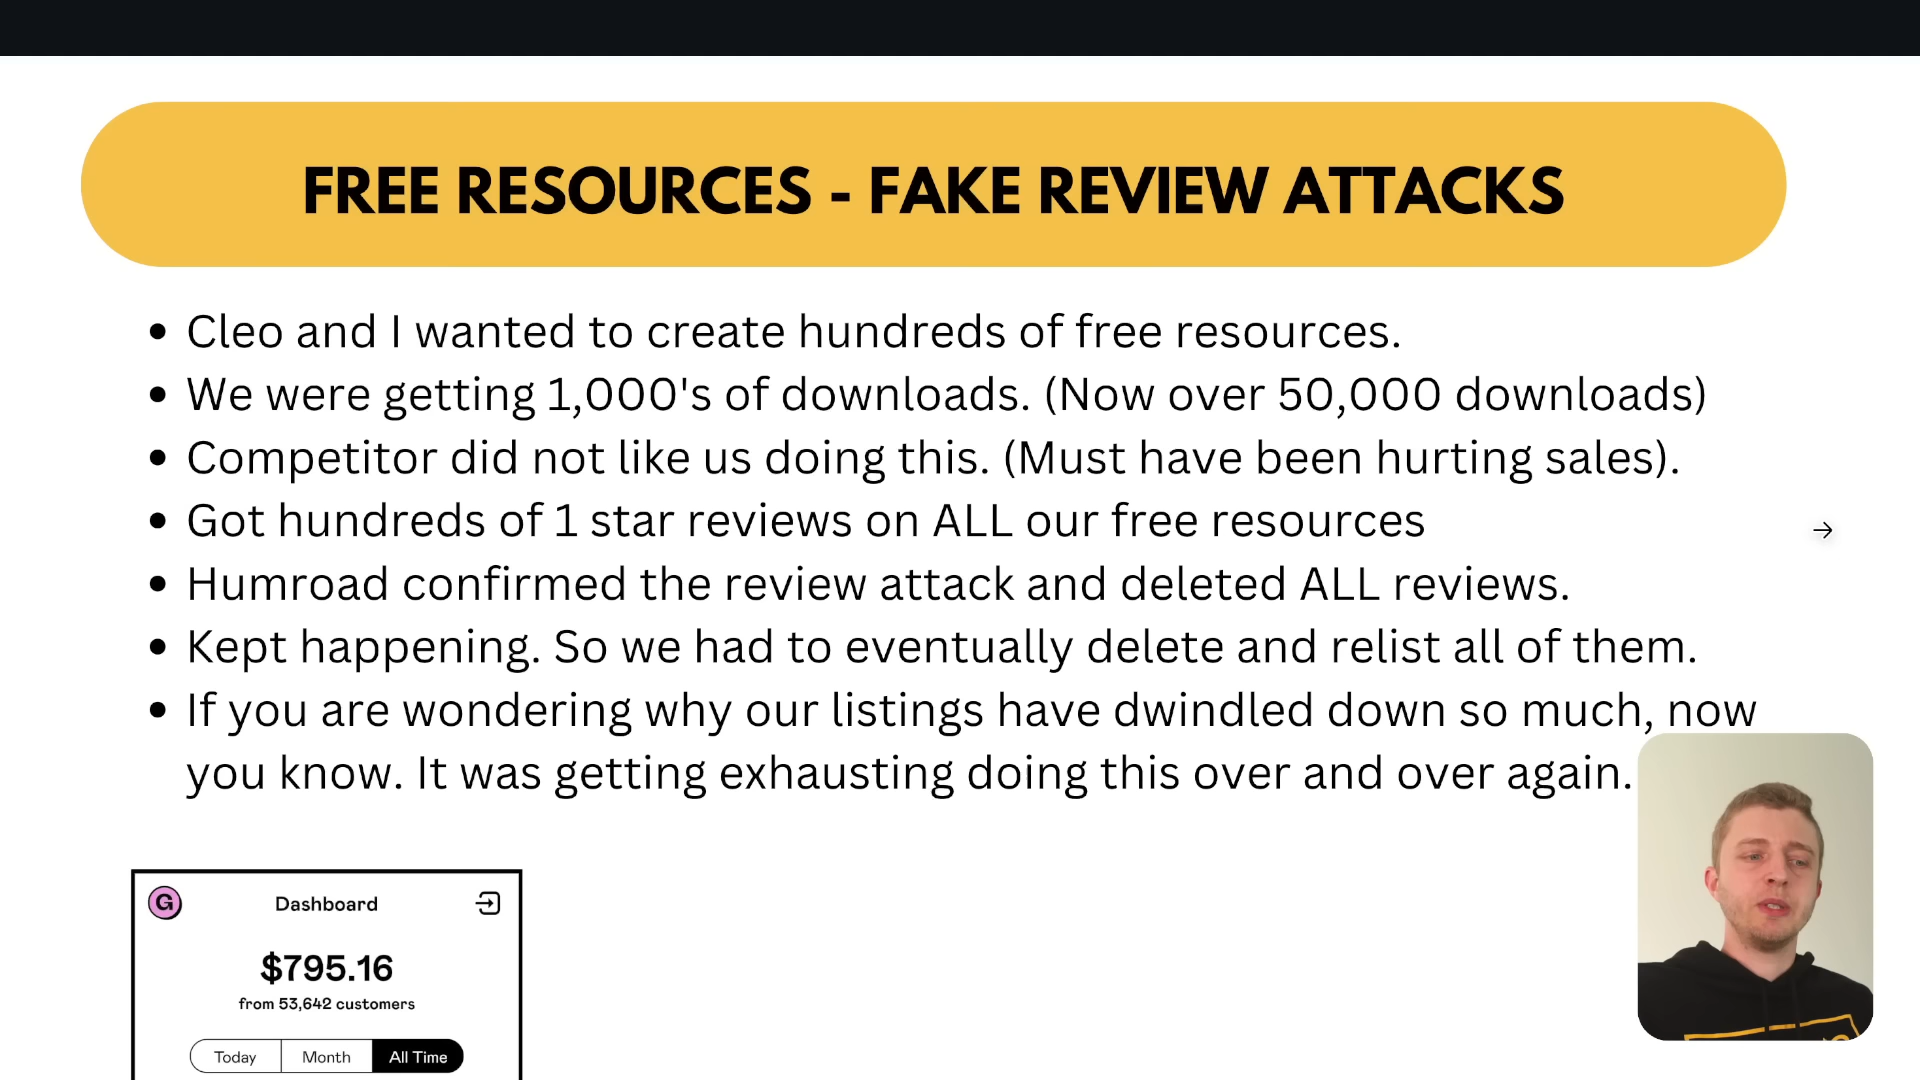 FREE RESOURCES - FAKE REVIEW ATTACKS
Cleo and I wanted to create hundreds of free resources.
We were getting 1,000's of downloads. (Now over 50,000 downloads)
Competitor did not like us doing this. (Must have been hurting sales).
Got hundreds of 1 star reviews on ALL our free resources
Humroad confirmed the review attack and deleted ALL reviews.
Kept happening. So we had to eventually delete and relist all of them.
If you are wondering why our listings have dwindled down so much, now
you know. It was getting exhausting doing this over and over again.
G
Dashboard
$795.16
from 53,642 customers
Today Month All Time